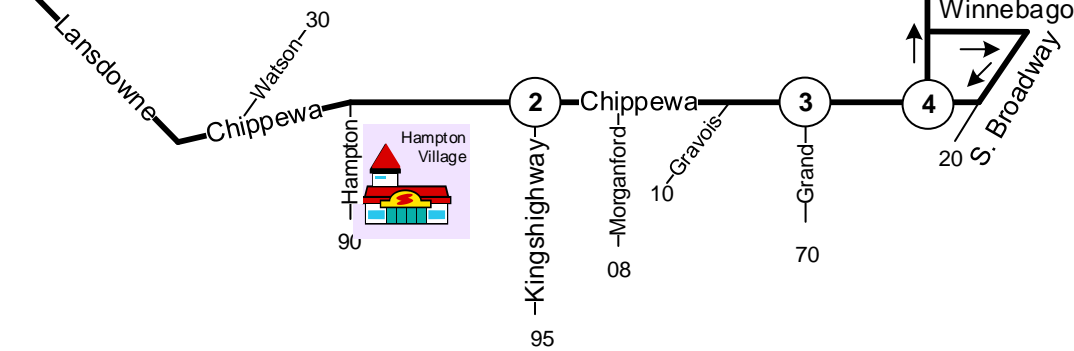 Winnebago
30
Lansdowne
Watson
S. Broadway
Chippewa
2
Chippewa
3
4
Hampton
Hampton
Village
Kingshighway
Morganford
Gravois
10
Grand
20
90
08
70
95